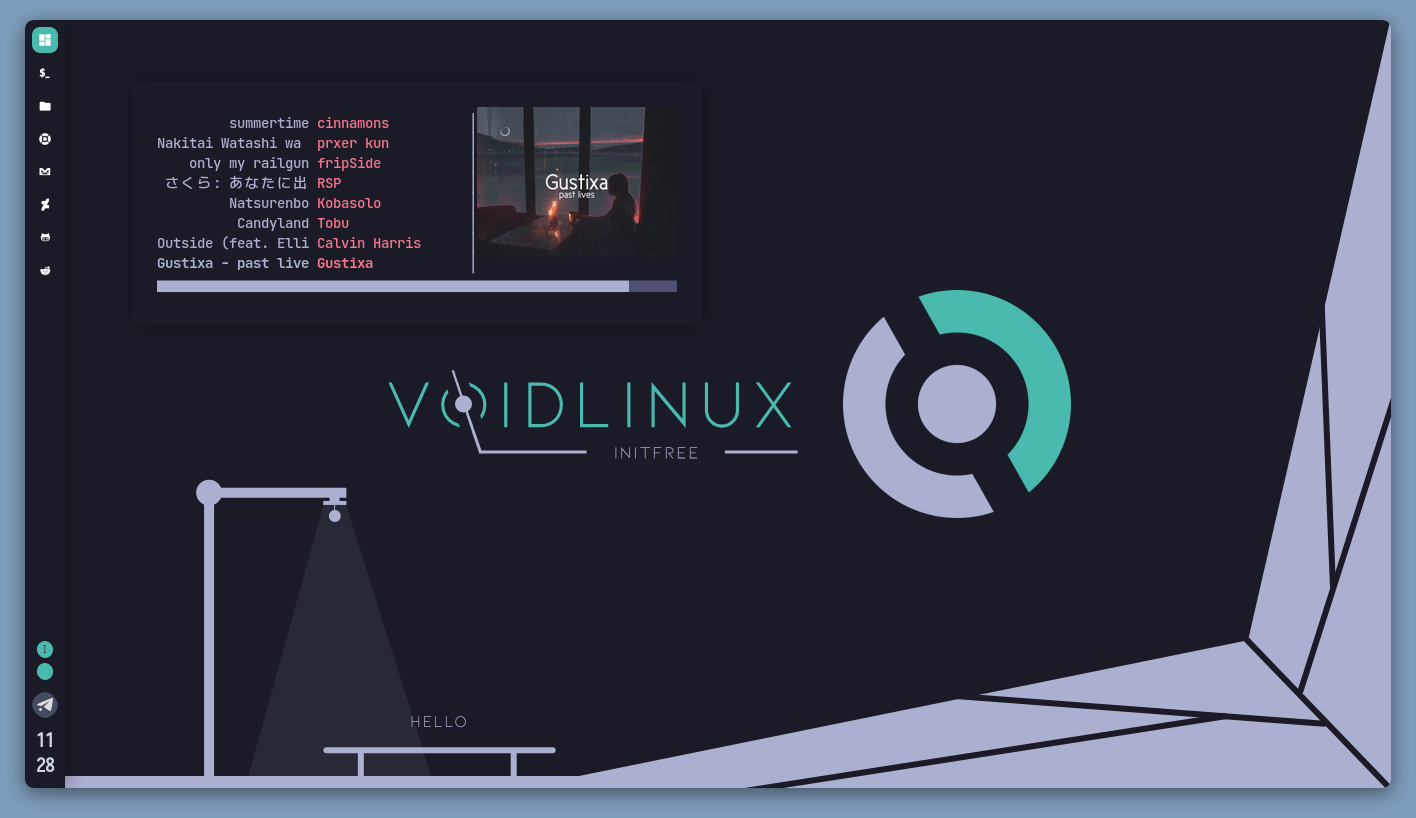 $_
summertime cinnamons
Nakitai Watashi wa prxer kun
only my railgun fripSide
さくら: あなたに出 RSP
Natsurenbo Kobasolo
Candyland Tobu
Outside (feat. Elli Calvin Harris
Gustixa - past live Gustixa
Gustixa
past lives
VOIDLINUX
INITFREE
HELLO
I
11
28